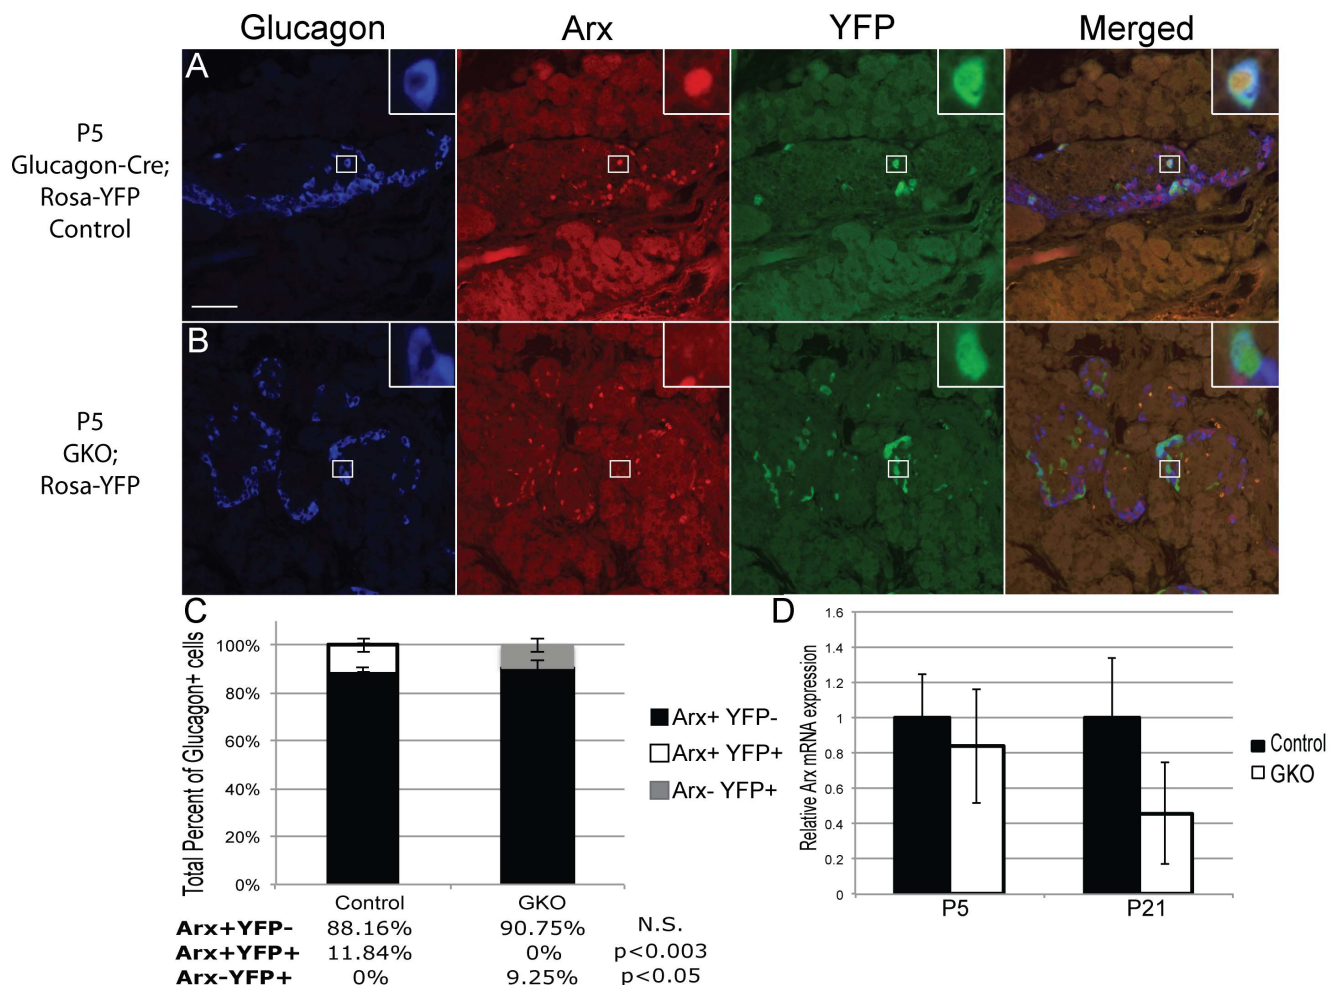 Glucagon Arx YFP Merged
A
P5
Glucagon-Cre;
Rosa-YFP
Control
B
P5
GKO;
Rosa-YFP
C
Total Percent of Glucagon+ cells
100%
80%
60%
40%
20%
0%
Control GKO
Arx+ YFP-
Arx+ YFP+
Arx- YFP+
Arx+YFP- 88.16% 90.75% N.S.
Arx+YFP+ 11.84% 0% p<0.003
Arx-YFP+ 0% 9.25% p<0.05
D
Relative Arx mRNA expression
1.6
1.4
1.2
1
0.8
0.6
0.4
0.2
0
P5 P21
Control
GKO